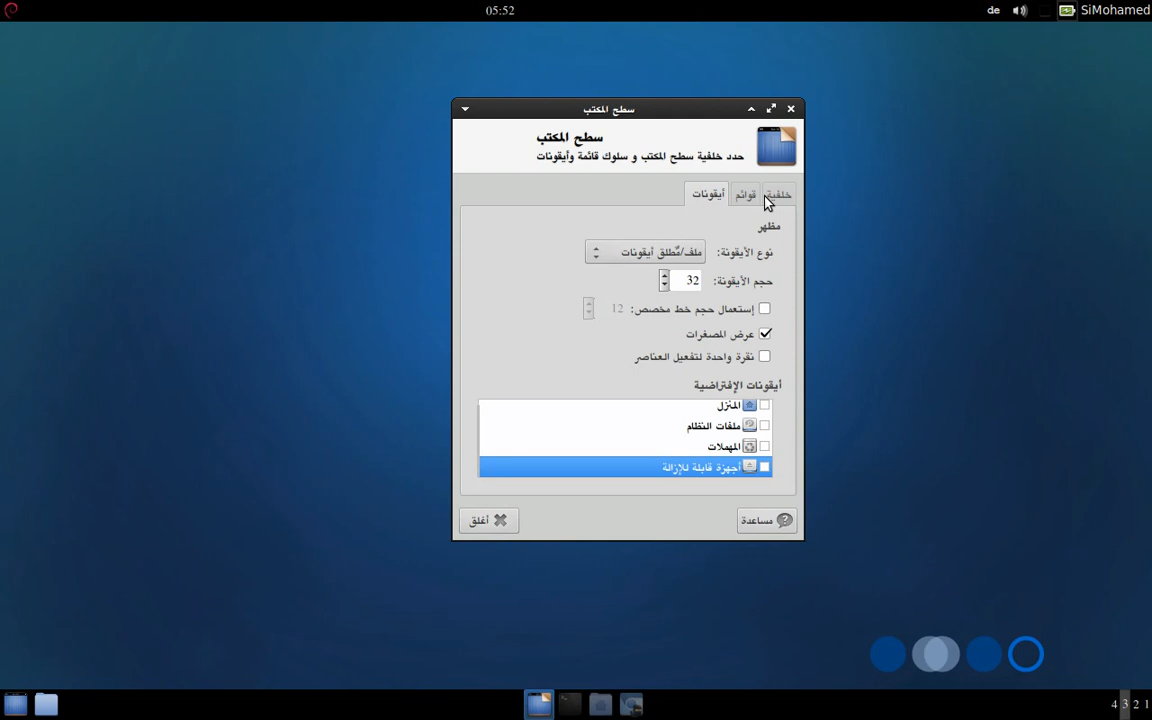 05:52
de
SiMohamed
سطح المكتب
سطح المكتب
حدد خلفية سطح المكتب و سلوك قائمة وأيقونات
خلفية
قوائم
أيقونات
مظهر
نوع الأيقونة: ملف/مُطلق أيقونات
حجم الأيقونة: 32
إستعمال حجم خط مخصص: 12
عرض المصغرات
نقرة واحدة لتفعيل العناصر
أيقونات الإفتراضية
المنزل
ملفات النظام
المهملات
أجهزة قابلة للإزالة
مساعدة
أغلق
4 3 2 1